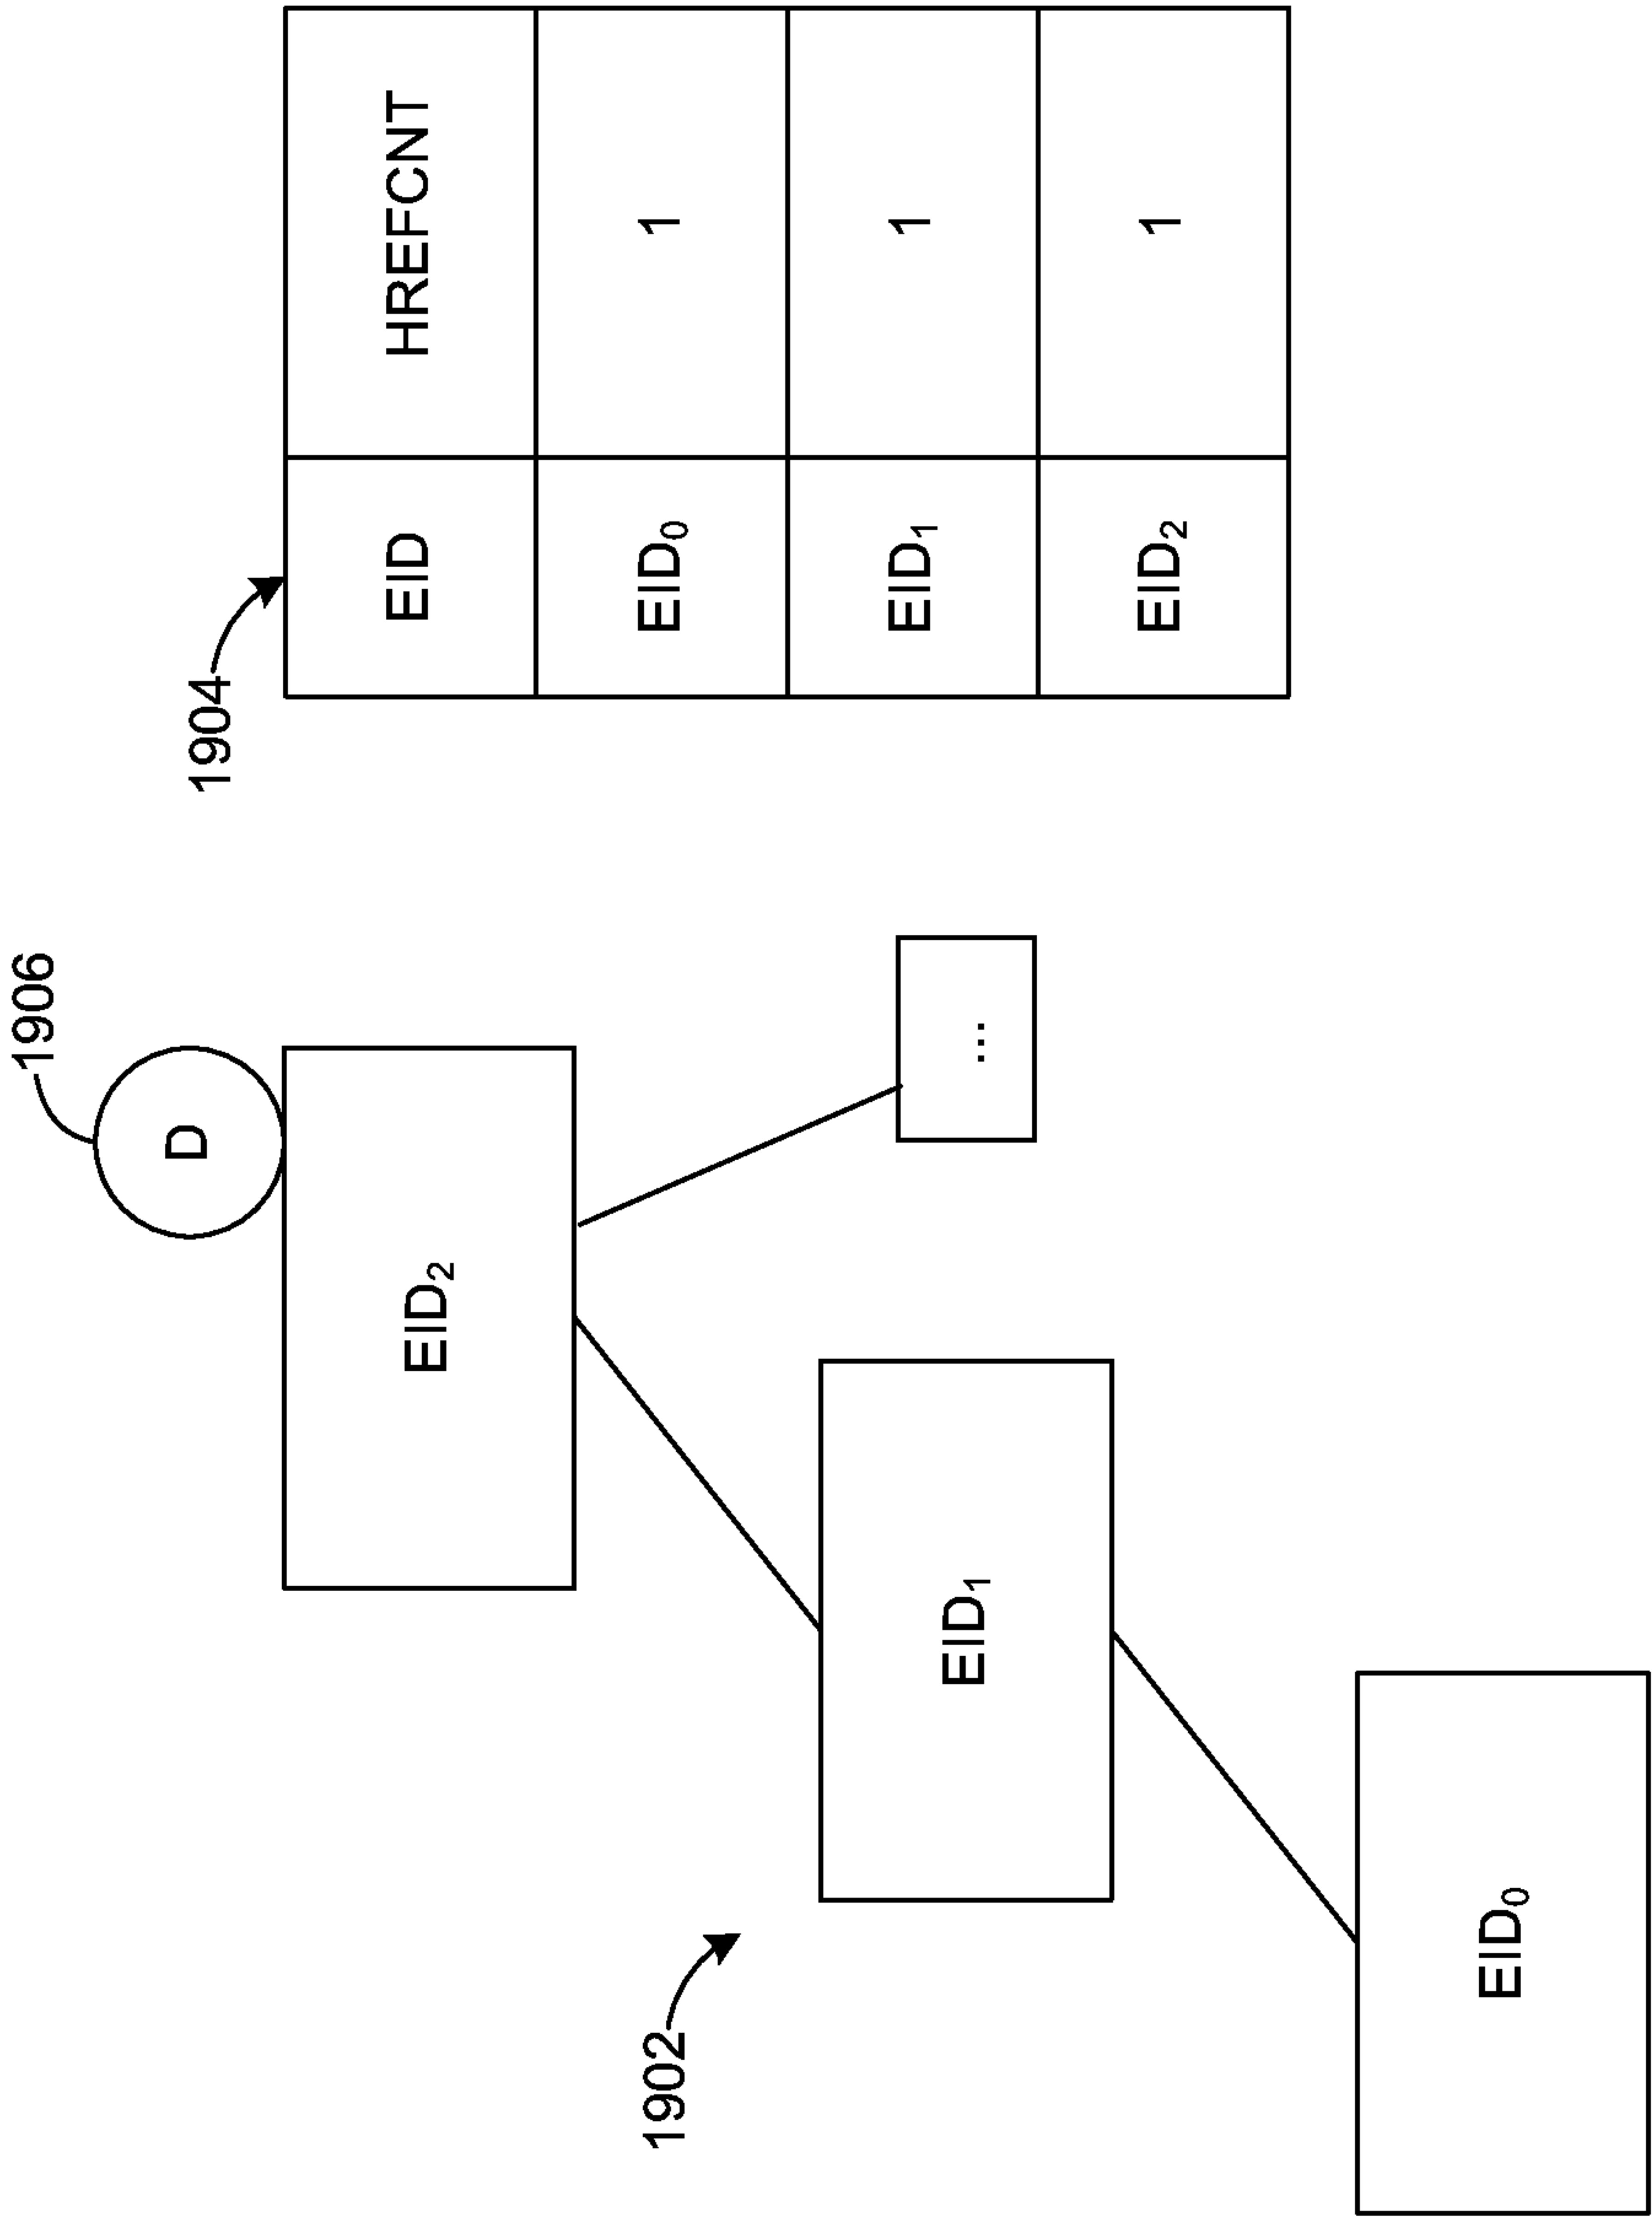 1906
D
EID₂
...
1902
EID₁
EID₀
1904
EID HREFCNT
EID₀ 1
EID₁ 1
EID₂ 1